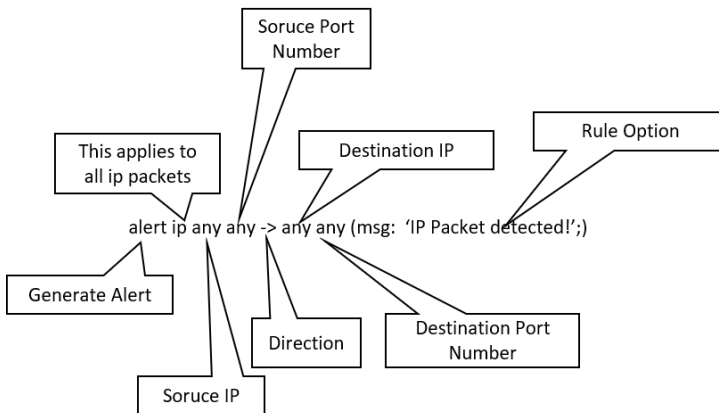 Soruce Port
Number
This applies to
all ip packets
Destination IP
Rule Option
alert ip any any -> any any (msg:  ‘IP Packet detected!’;)
Generate Alert
Direction
Destination Port
Number
Soruce IP